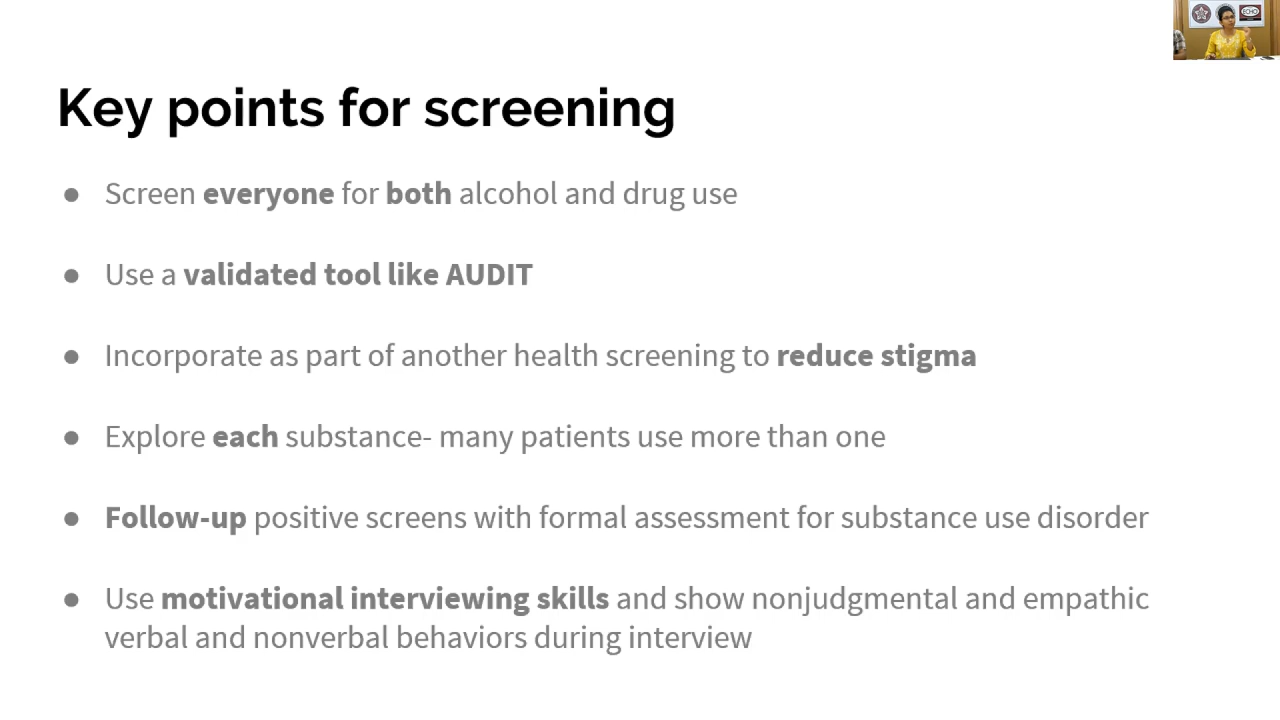 Key points for screening
● Screen everyone for both alcohol and drug use
● Use a validated tool like AUDIT
● Incorporate as part of another health screening to reduce stigma
● Explore each substance- many patients use more than one
● Follow-up positive screens with formal assessment for substance use disorder
● Use motivational interviewing skills and show nonjudgmental and empathic
verbal and nonverbal behaviors during interview
ECHO